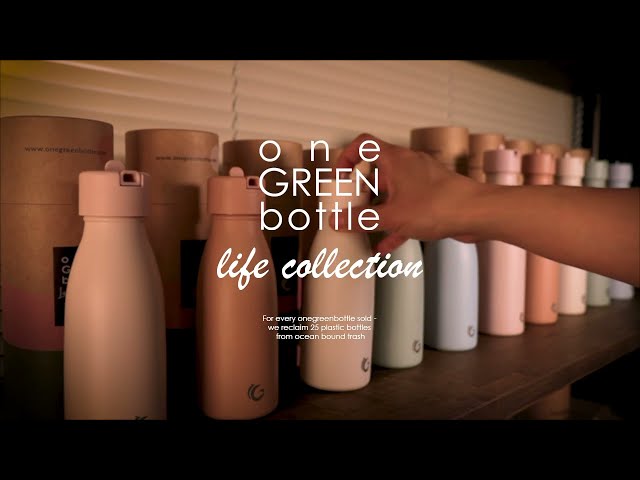 one
GREEN
bottle
life collection
For every onegreenbottle sold -
we reclaim 25 plastic bottles
from ocean bound trash